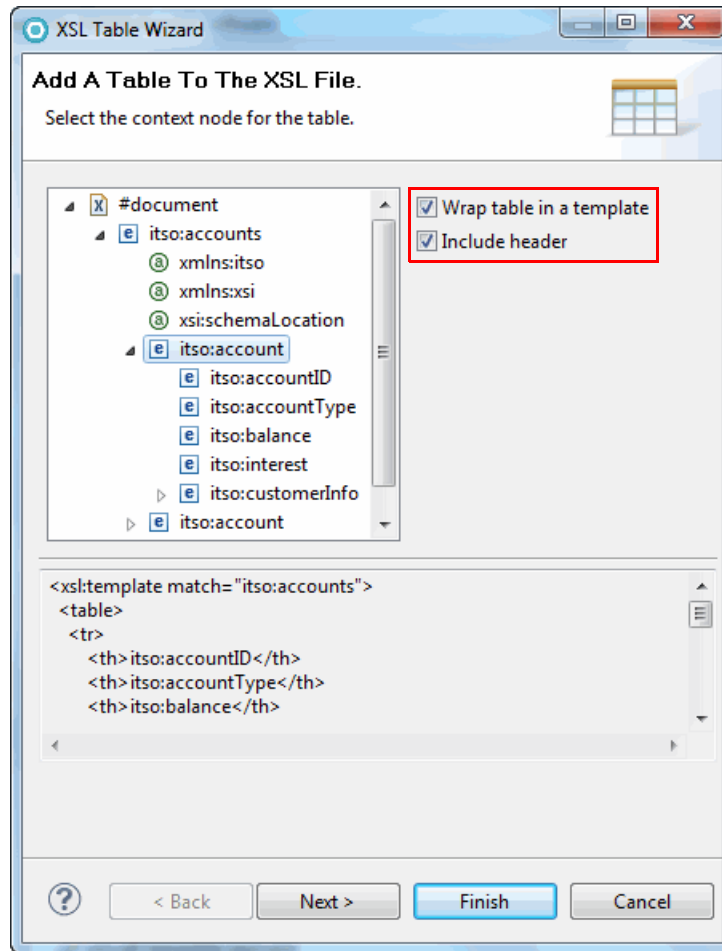 XSL Table Wizard
Add A Table To The XSL File.
Select the context node for the table.
#document
itso:accounts
xmlns:itso
xmlns:xsi
xsi:schemaLocation
itso:account
itso:accountID
itso:accountType
itso:balance
itso:interest
itso:customerInfo
itso:account
Wrap table in a template
Include header
<xsl:template match="itso:accounts">
<table>
<tr>
<th>itso:accountID</th>
<th>itso:accountType</th>
<th>itso:balance</th>
< Back
Next >
Finish
Cancel